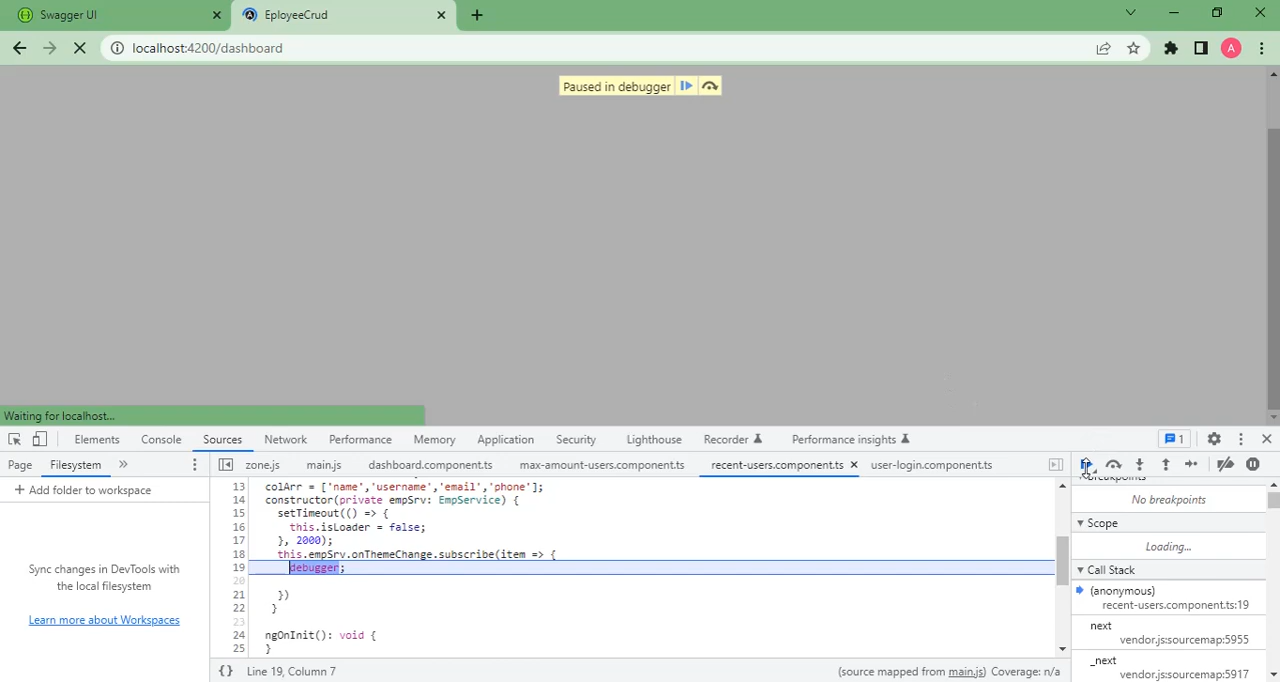 Swagger UI
EployeeCrud
localhost:4200/dashboard
A
Paused in debugger
Waiting for localhost...
Elements Console Sources Network Performance Memory Application Security Lighthouse Recorder Performance insights 1
Page Filesystem » zone.js main.js dashboard.component.ts max-amount-users.component.ts recent-users.component.ts user-login.component.ts
+ Add folder to workspace
Sync changes in DevTools with
the local filesystem
Learn more about Workspaces
13 colArr = ['name','username','email','phone'];
14 constructor(private empSrv: EmpService) {
15 setTimeout(() => {
16 this.isLoader = false;
17 }, 2000);
18 this.empSrv.onThemeChange.subscribe(item => {
19 debugger;
20
21 })
22 }
23
24 ngOnInit(): void {
25 }
{} Line 19, Column 7 (source mapped from main.js) Coverage: n/a
Breakpoints
No breakpoints
Scope
Loading...
Call Stack
(anonymous)
recent-users.component.ts:19
next
vendor.js:sourcemap:5955
_next
vendor.js:sourcemap:5917